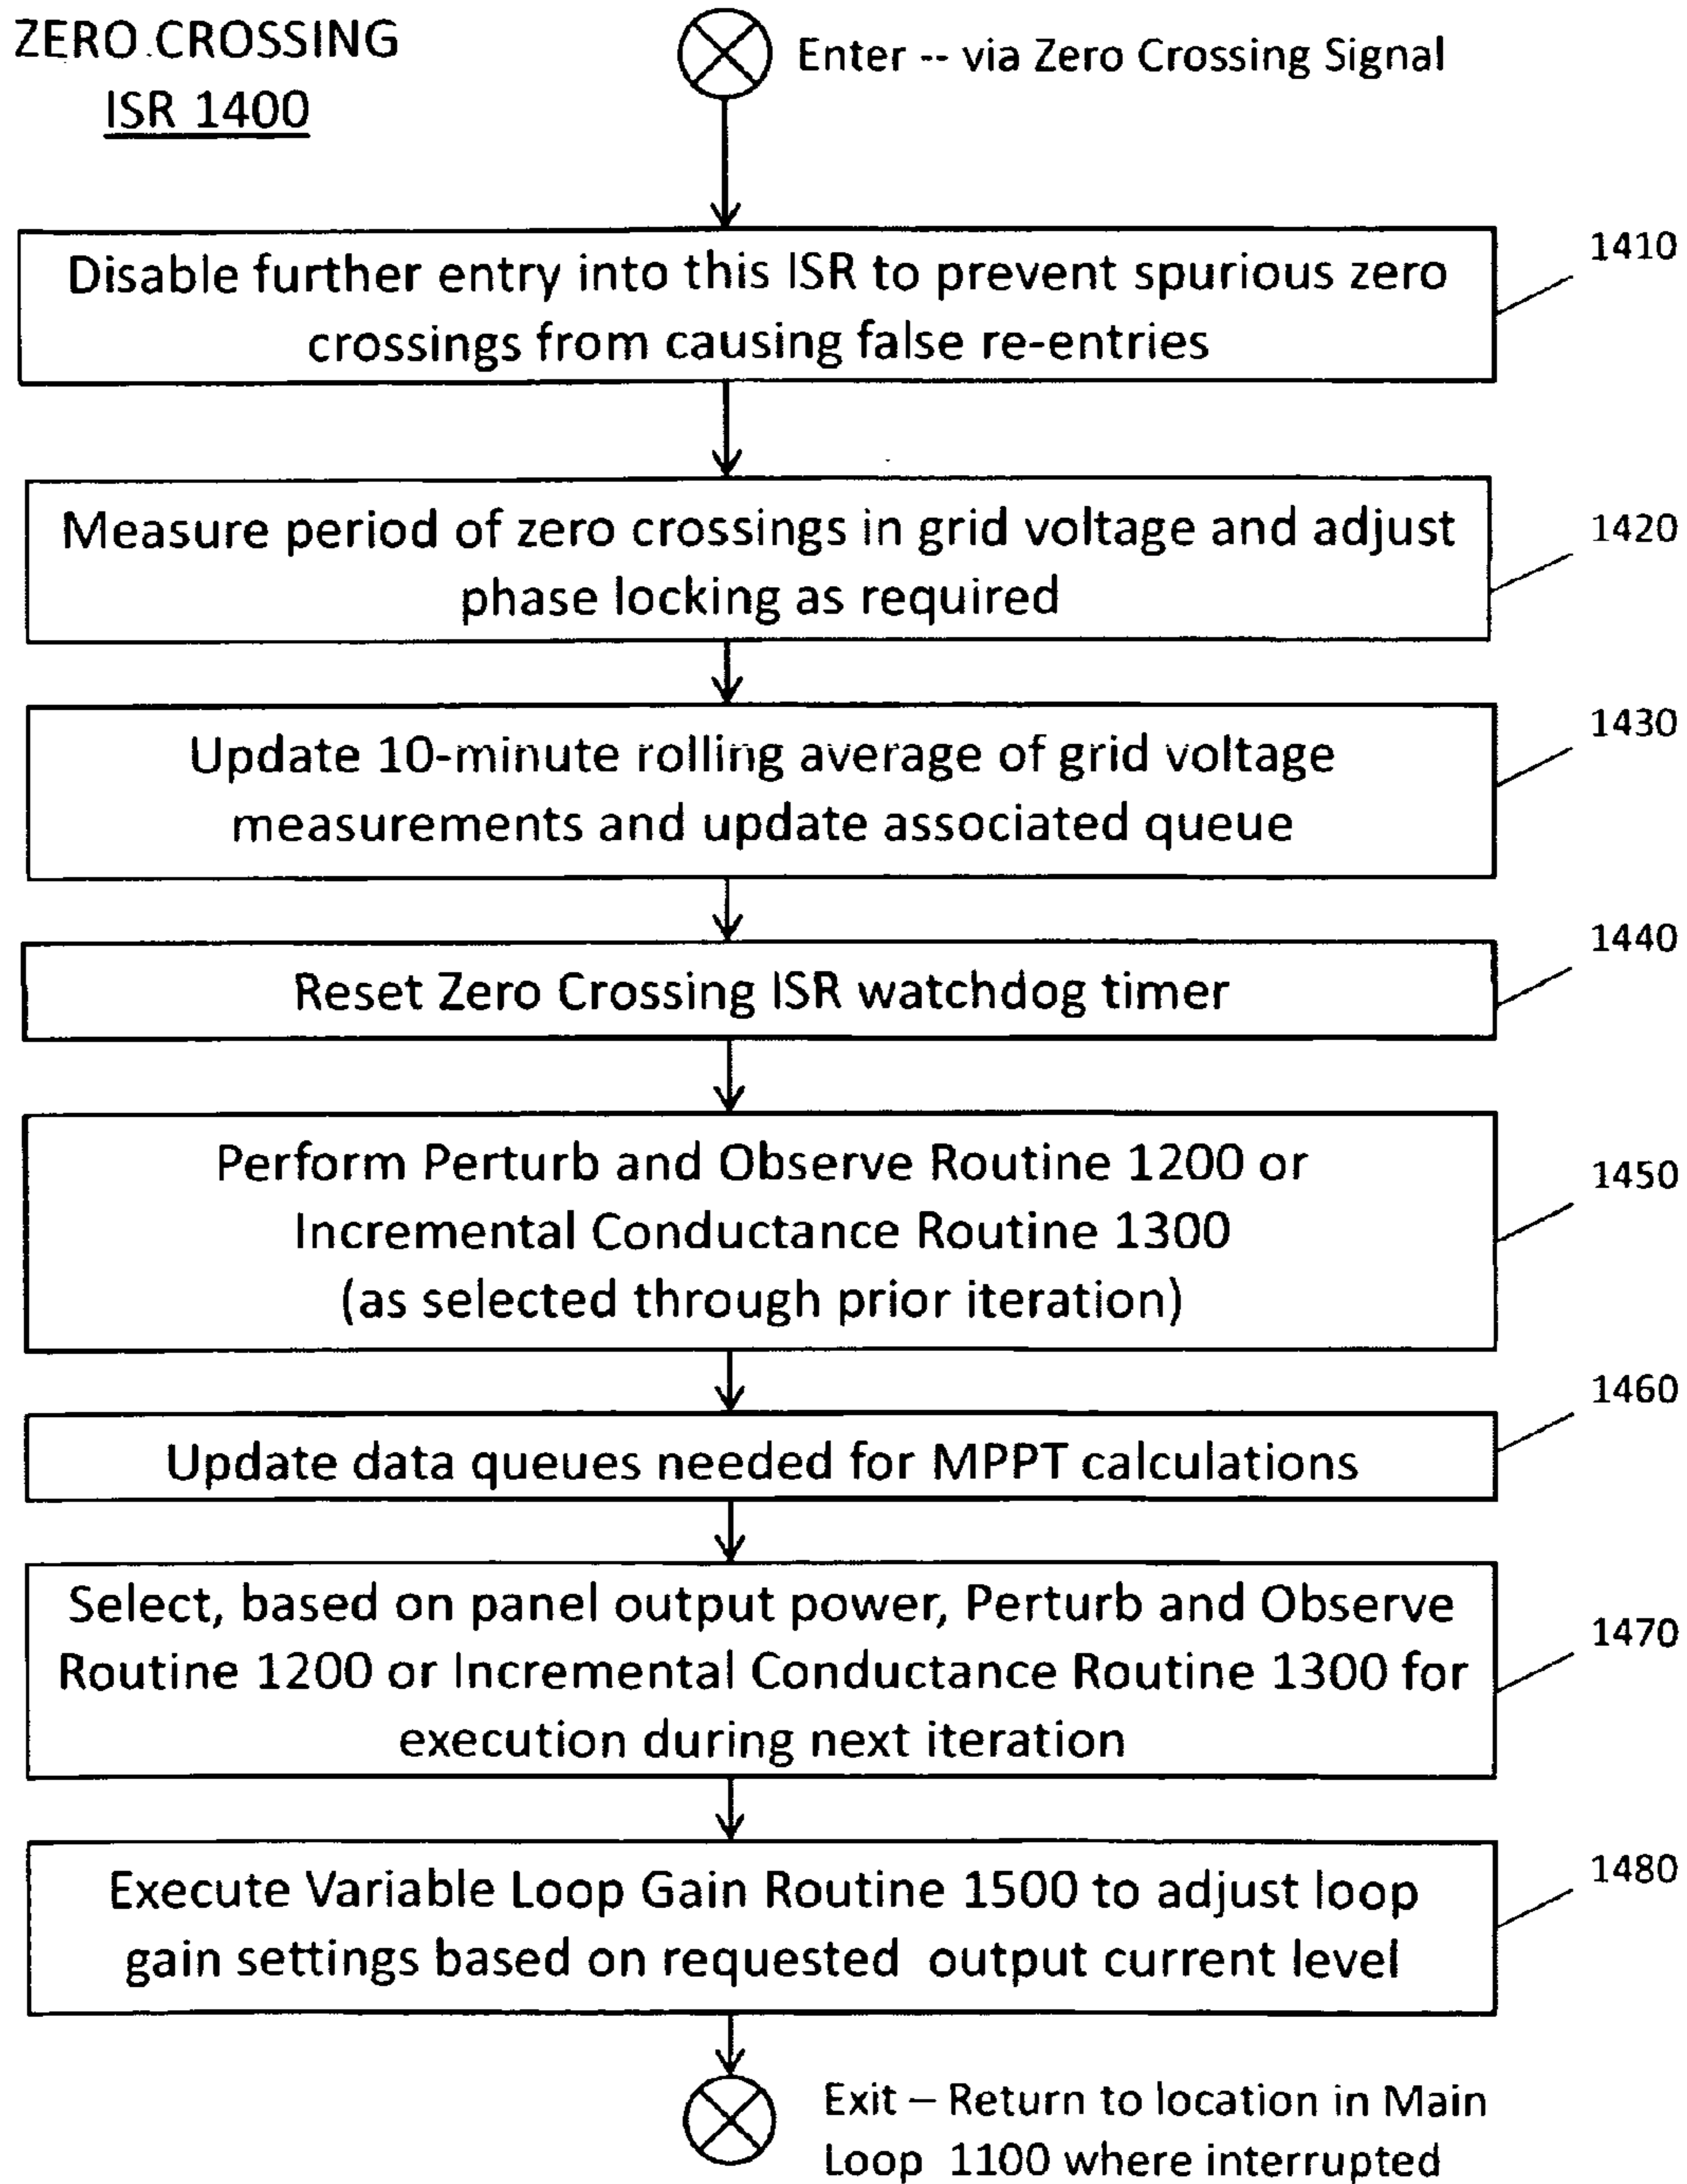 ZERO CROSSING
ISR 1400
Enter -- via Zero Crossing Signal
Disable further entry into this ISR to prevent spurious zero
crossings from causing false re-entries
1410
Measure period of zero crossings in grid voltage and adjust
phase locking as required
1420
Update 10-minute rolling average of grid voltage
measurements and update associated queue
1430
Reset Zero Crossing ISR watchdog timer
1440
Perform Perturb and Observe Routine 1200 or
Incremental Conductance Routine 1300
(as selected through prior iteration)
1450
Update data queues needed for MPPT calculations
1460
Select, based on panel output power, Perturb and Observe
Routine 1200 or Incremental Conductance Routine 1300 for
execution during next iteration
1470
Execute Variable Loop Gain Routine 1500 to adjust loop
gain settings based on requested output current level
1480
Exit – Return to location in Main
Loop 1100 where interrupted